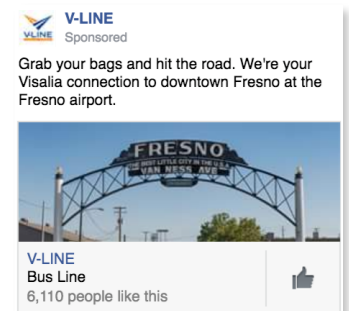 V-LINE
V-LINE
Sponsored
Grab your bags and hit the road. We're your
Visalia connection to downtown Fresno at the
Fresno airport.
FRESNO
THE BEST LITTLE CITY IN THE U.S.A.
VAN NESS AVE
V-LINE
Bus Line
6,110 people like this